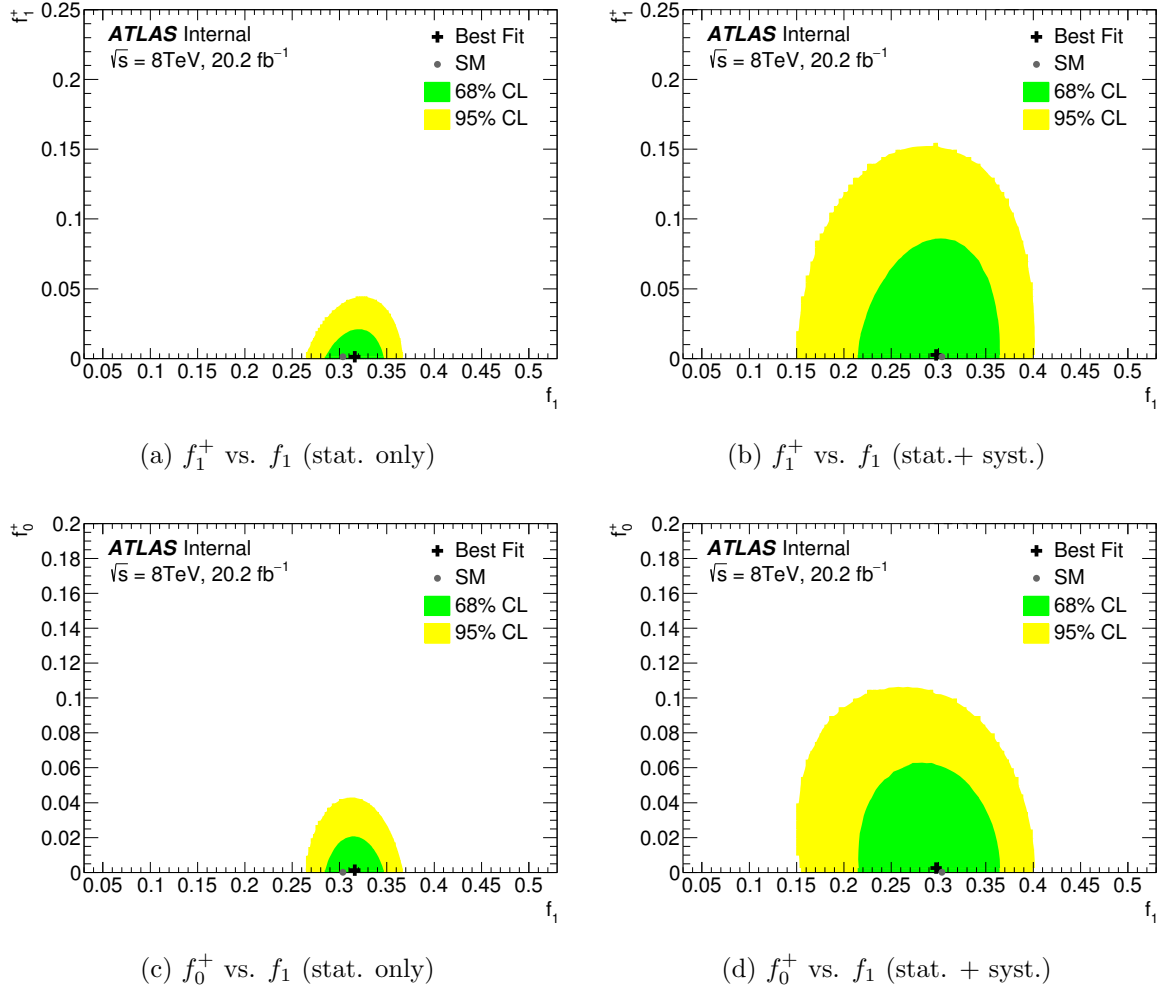 f₁⁺
0.25
0.2
0.15
0.1
0.05
0
ATLAS Internal
√s = 8TeV, 20.2 fb⁻¹
Best Fit
SM
68% CL
95% CL
0.05 0.1 0.15 0.2 0.25 0.3 0.35 0.4 0.45 0.5
f₁
(a) f₁⁺ vs. f₁ (stat. only)
f₁⁺
0.25
0.2
0.15
0.1
0.05
0
ATLAS Internal
√s = 8TeV, 20.2 fb⁻¹
Best Fit
SM
68% CL
95% CL
0.05 0.1 0.15 0.2 0.25 0.3 0.35 0.4 0.45 0.5
f₁
(b) f₁⁺ vs. f₁ (stat.+ syst.)
f₀⁺
0.2
0.18
0.16
0.14
0.12
0.1
0.08
0.06
0.04
0.02
0
ATLAS Internal
√s = 8TeV, 20.2 fb⁻¹
Best Fit
SM
68% CL
95% CL
0.05 0.1 0.15 0.2 0.25 0.3 0.35 0.4 0.45 0.5
f₁
(c) f₀⁺ vs. f₁ (stat. only)
f₀⁺
0.2
0.18
0.16
0.14
0.12
0.1
0.08
0.06
0.04
0.02
0
ATLAS Internal
√s = 8TeV, 20.2 fb⁻¹
Best Fit
SM
68% CL
95% CL
0.05 0.1 0.15 0.2 0.25 0.3 0.35 0.4 0.45 0.5
f₁
(d) f₀⁺ vs. f₁ (stat. + syst.)